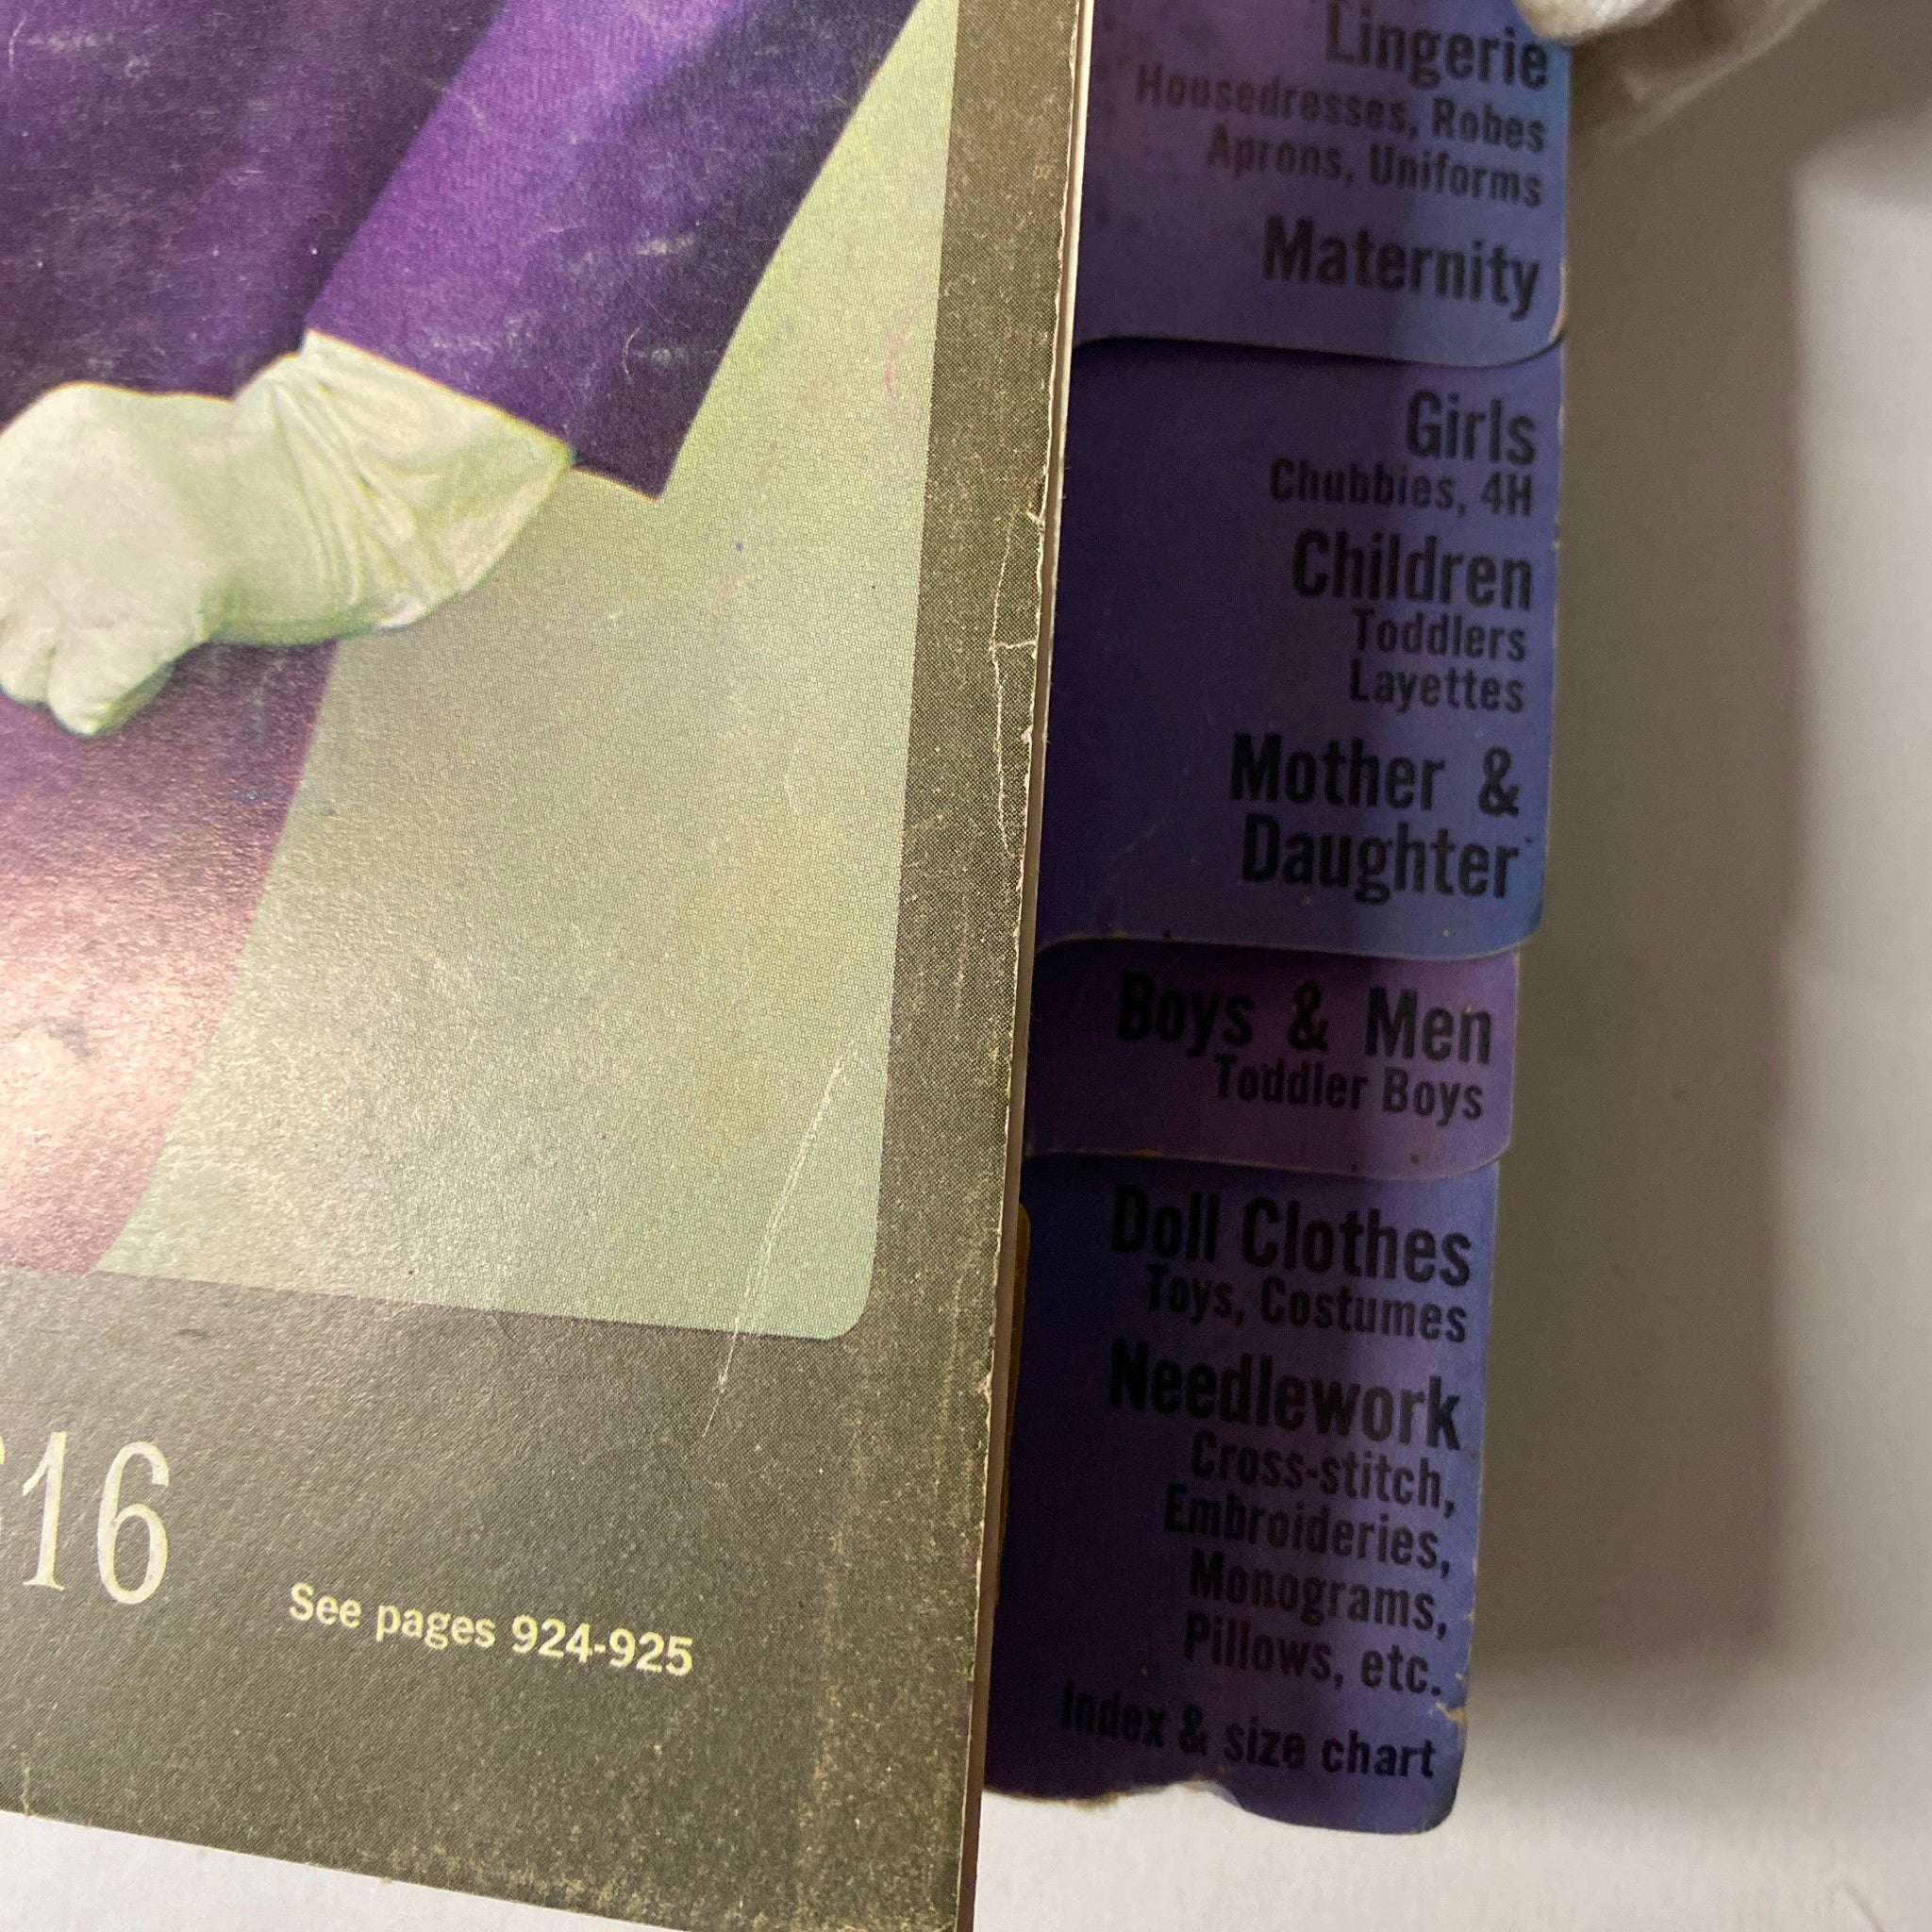 Lingerie
Housedresses, Robes
Aprons, Uniforms
Maternity
Girls
Chubbies, 4H
Children
Toddlers
Layettes
Mother &
Daughter
Boys & Men
Toddler Boys
Doll Clothes
Toys, Costumes
Needlework
Cross-stitch,
Embroideries,
Monograms,
Pillows, etc.
Index & size chart
16
See pages 924-925